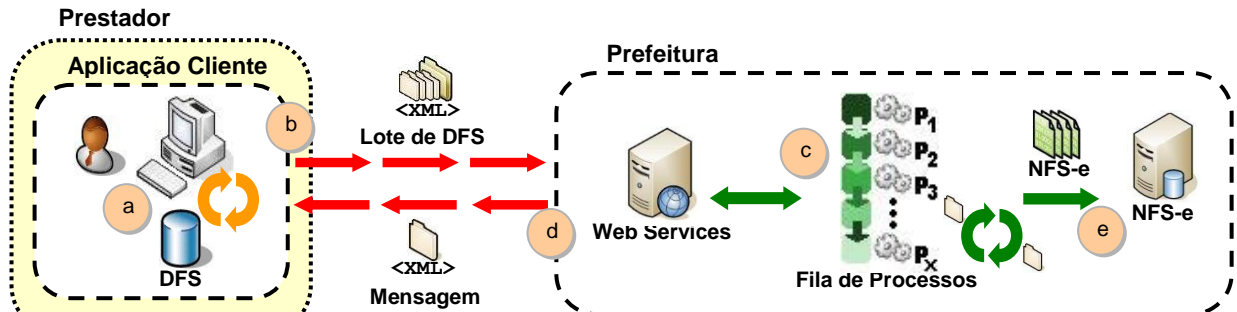 Prestador
Aplicação Cliente
a
DFS
b
<XML>
Lote de DFS
<XML>
Mensagem
Prefeitura
d
Web Services
c
P1
P2
P3
Px
Fila de Processos
NFS-e
e
NFS-e